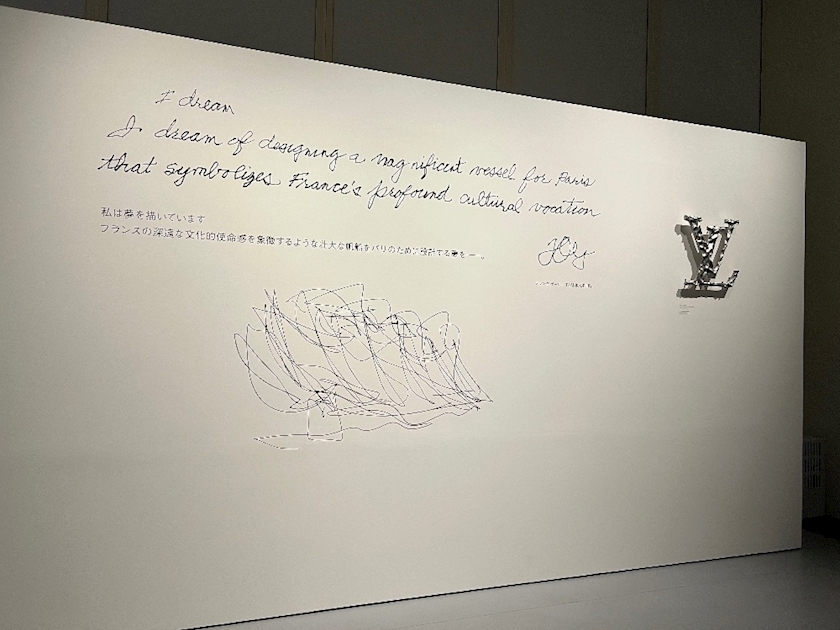 I dream
I dream of designing a magnificent vessel for Paris
that symbolizes France's profound cultural vocation
私は夢を描いています
フランスの深遠な文化的使命感を象徴するような壮大な帆船をパリのために設計する夢を
LV